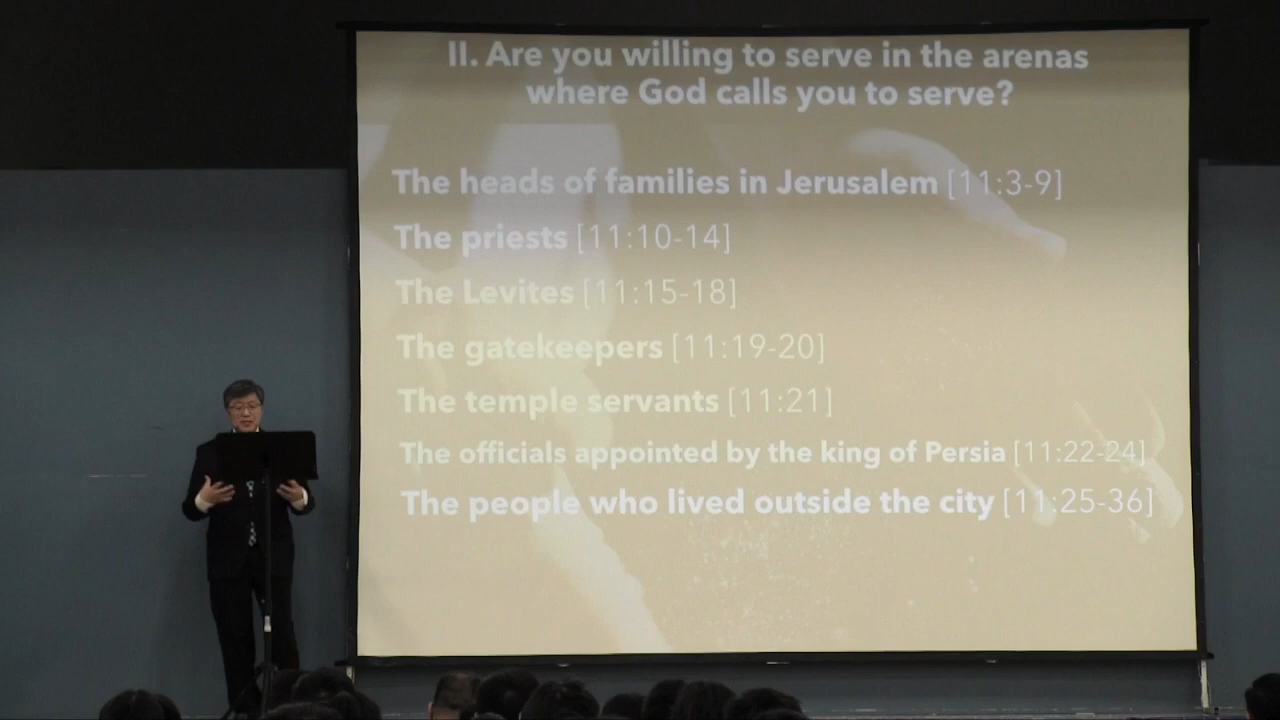 II. Are you willing to serve in the arenas
where God calls you to serve?
The heads of families in Jerusalem [11:3-9]
The priests [11:10-14]
The Levites [11:15-18]
The gatekeepers [11:19-20]
The temple servants [11:21]
The officials appointed by the king of Persia [11:22-24]
The people who lived outside the city [11:25-36]